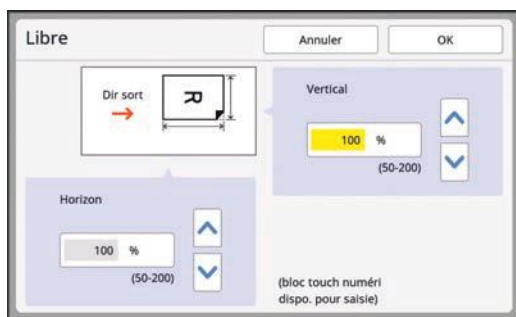 Libre
Annuler
OK
Dir sort
R
Vertical
100 %
(50-200)
Horizon
100 %
(50-200)
(bloc touch numéri
dispo. pour saisie)